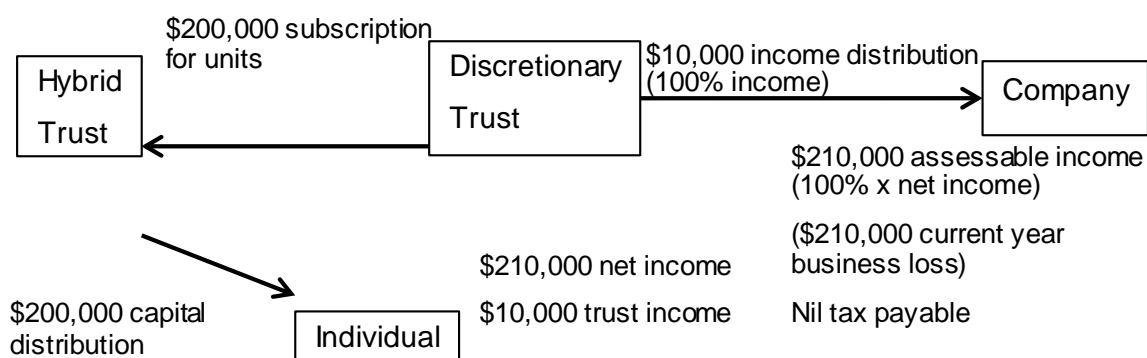 $200,000 subscription
for units
Hybrid
Trust
Discretionary
Trust
$10,000 income distribution
(100% income)
Company
$210,000 assessable income
(100% x net income)
($210,000 current year
business loss)
Nil tax payable
$210,000 net income
$10,000 trust income
$200,000 capital
distribution
Individual